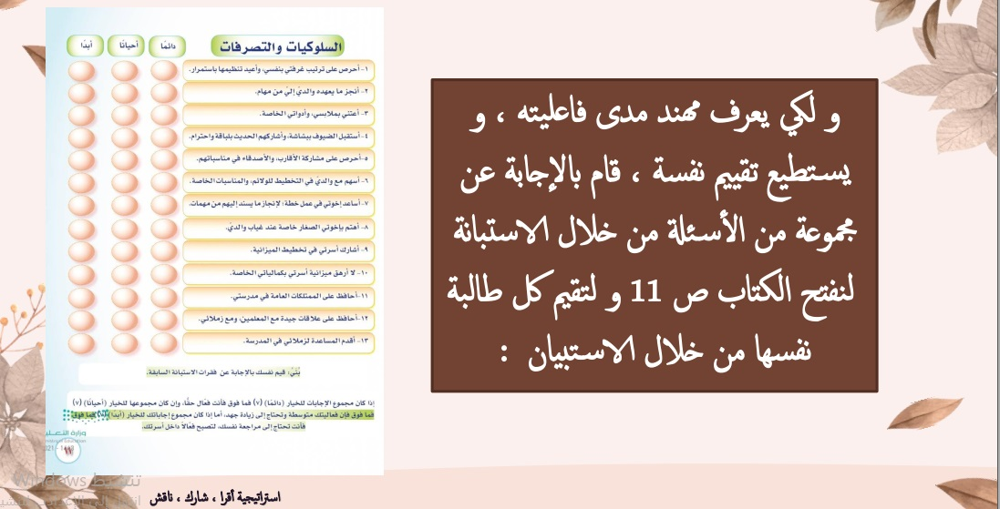 و لكي يعرف مهند مدى فاعليته ، و
يستطيع تقييم نفسة ، قام بالإجابة عن
مجموعة من الأسئلة من خلال الاستبانة
لنفتح الكتاب ص 11 و لتقيم كل طالبة
نفسها من خلال الاستبيان :
السلوكيات والتصرفات دائمًا أحيانًا أبدًا
١- أحرص على ترتيب غرفتي بنفسي، وأعيد تنظيمها باستمرار.
٢- أنجز ما يعهده والديّ إليّ من مهام.
٣- أعتني بملابسي، وأدواتي الخاصة.
٤- أستقبل الضيوف ببشاشة، وأشاركهم الحديث بلباقة واحترام.
٥- أحرص على مشاركة الأقارب، والأصدقاء في مناسباتهم.
٦- أسهم مع والديّ في التخطيط للولائم، والمناسبات الخاصة.
٧- أساعد إخوتي في عمل خطة؛ لإنجاز ما يسند إليهم من مهمات.
٨- أهتم بإخوتي الصغار خاصة عند غياب والديّ.
٩- أشارك أسرتي في تخطيط الميزانية.
١٠- لا أرهق ميزانية أسرتي بكمالياتي الخاصة.
١١- أحافظ على الممتلكات العامة في مدرستي.
١٢- أحافظ على علاقات جيدة مع المعلمين، ومع زملائي.
١٣- أقدم المساعدة لزملائي في المدرسة.
بُنيّ: قيم نفسك بالإجابة عن فقرات الاستبانة السابقة.
إذا كان مجموع الإجابات للخيار (دائمًا) (٧) فما فوق فأنت فعّال حقًّا، وإن كان مجموعها للخيار (أحيانًا) (٧)
فما فوق فإن فعاليتك متوسطة وتحتاج إلى زيادة جهد، أما إذا كان مجموع إجاباتك للخيار (أبدًا) فما فوق
فأنت تحتاج إلى مراجعة نفسك، لتصبح فعّالاً داخل أسرتك.
وزارة التعليم
١١
استراتيجية أقرا ، شارك ، ناقش
تنشيط Windows